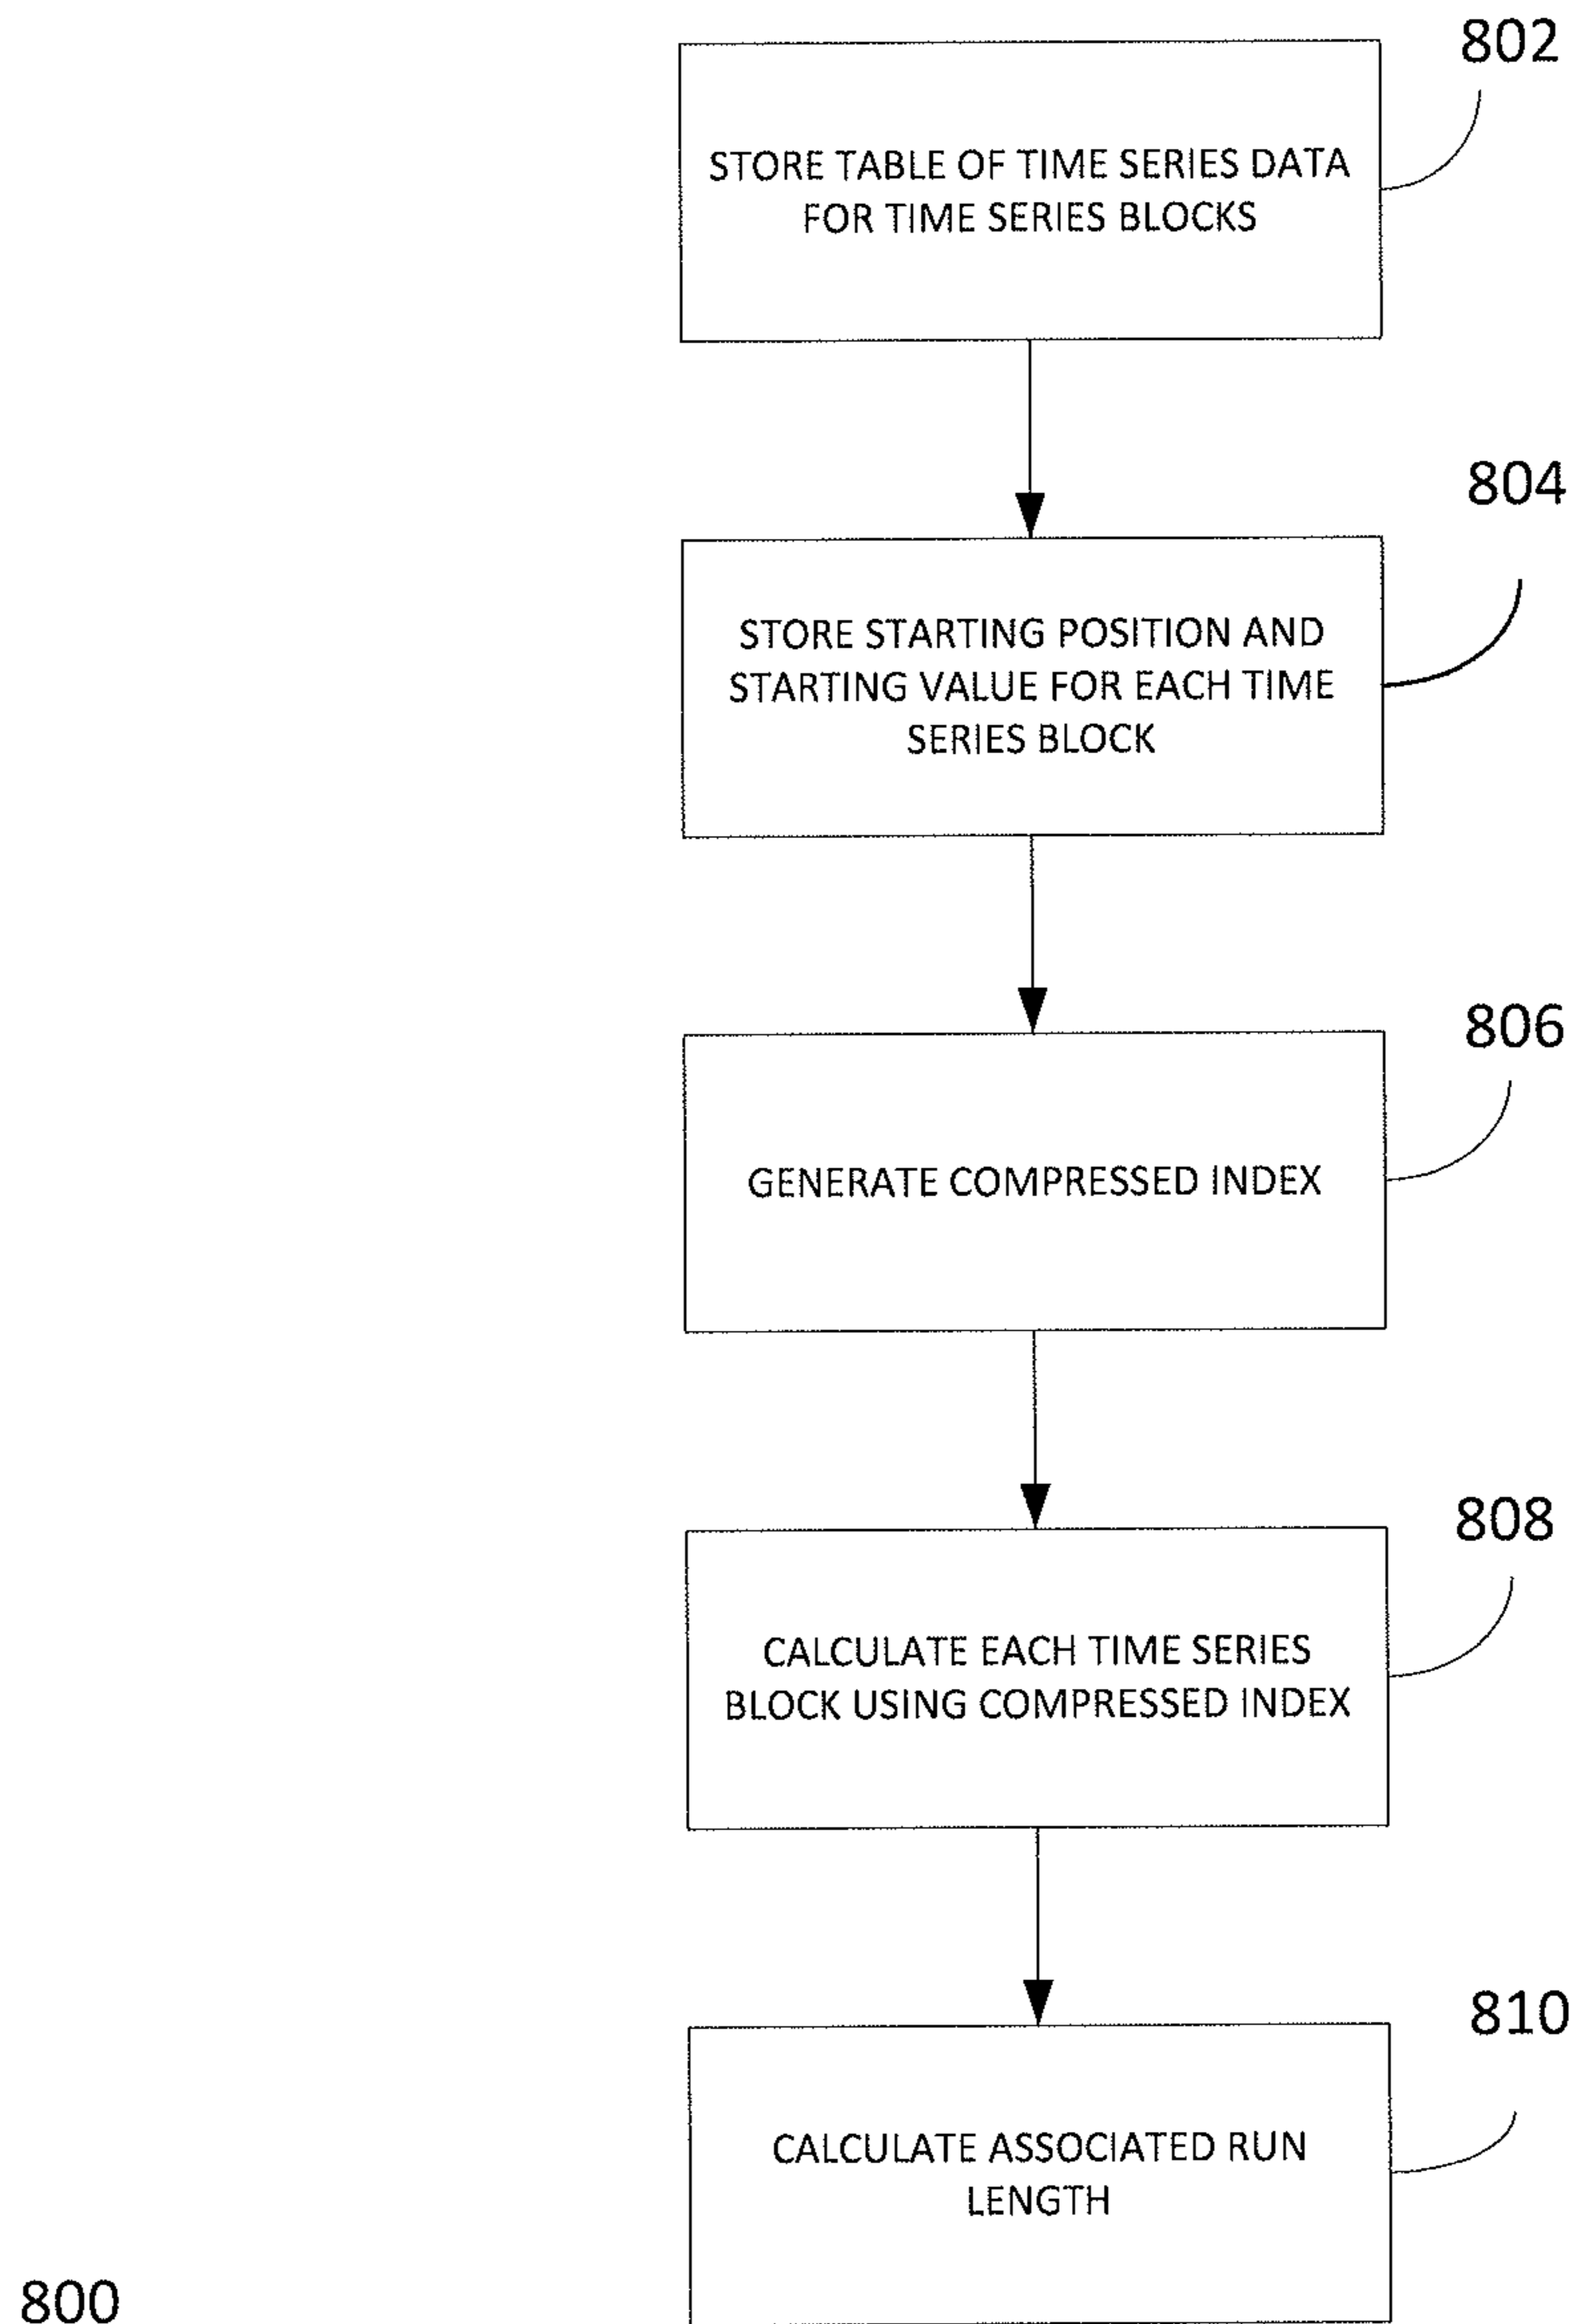 802
STORE TABLE OF TIME SERIES DATA
FOR TIME SERIES BLOCKS
804
STORE STARTING POSITION AND
STARTING VALUE FOR EACH TIME
SERIES BLOCK
806
GENERATE COMPRESSED INDEX
808
CALCULATE EACH TIME SERIES
BLOCK USING COMPRESSED INDEX
810
CALCULATE ASSOCIATED RUN
LENGTH
800